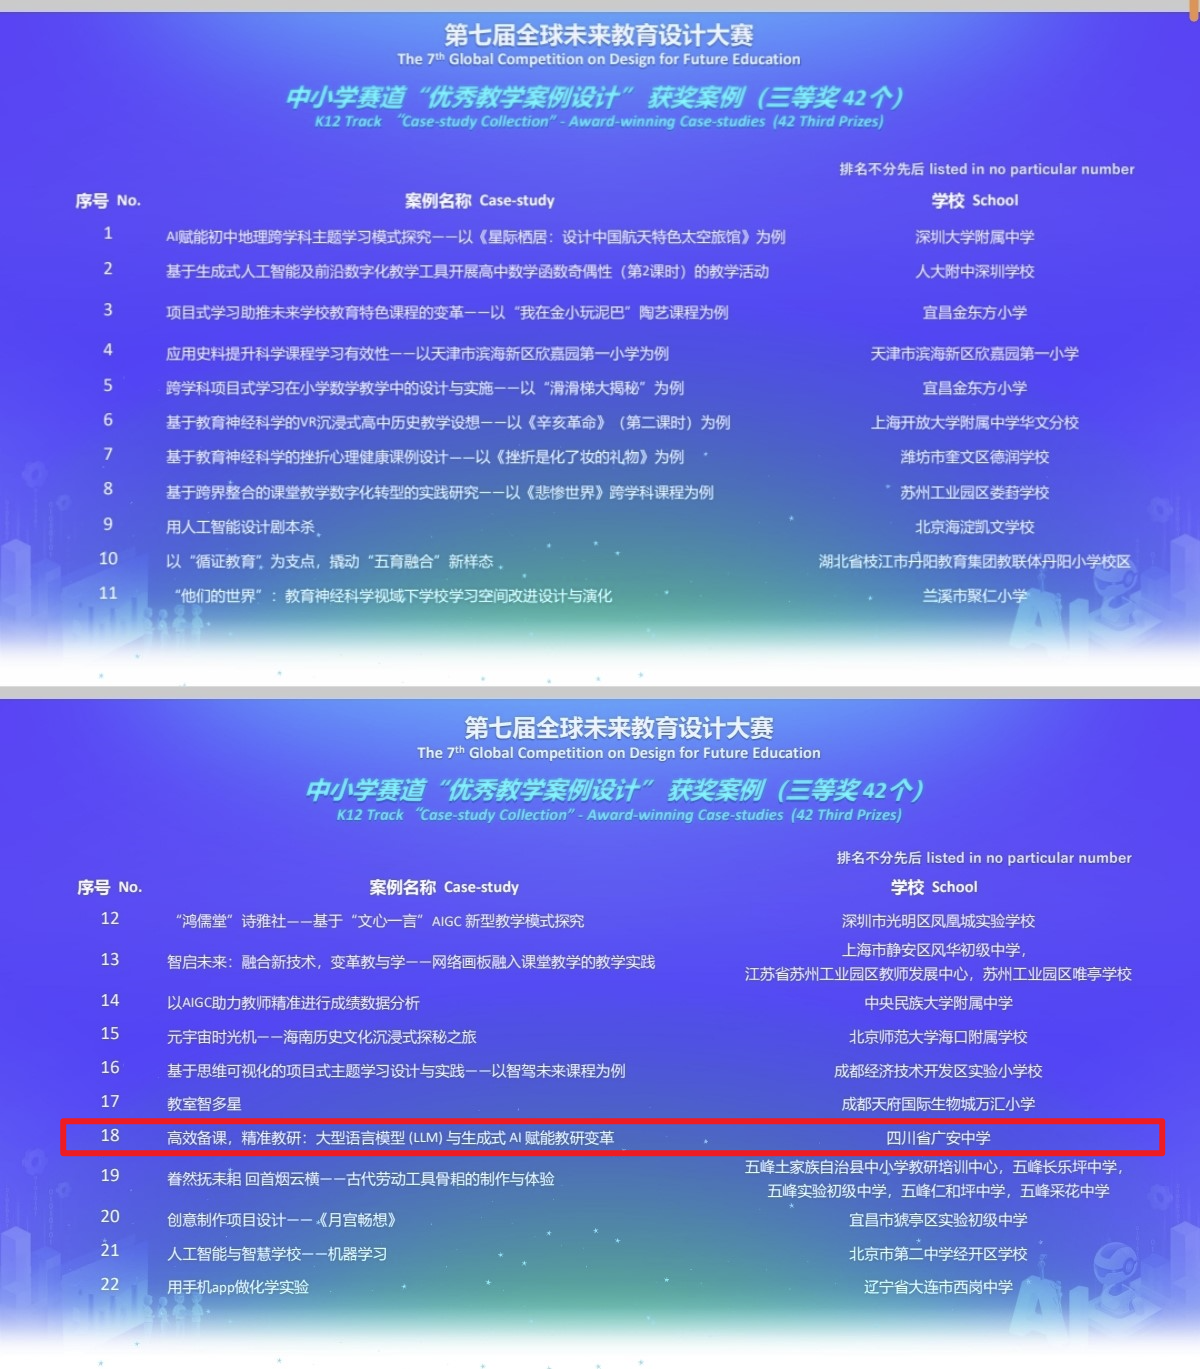 第七届全球未来教育设计大赛
The 7th Global Competition on Design for Future Education
中小学赛道“优秀教学案例设计” 获奖案例（三等奖 42个）
K12 Track “Case-study Collection” - Award-winning Case-studies (42 Third Prizes)
排名不分先后 listed in no particular number
序号 No. 案例名称 Case-study 学校 School
1 AI赋能初中地理跨学科主题学习模式探究——以《星际栖居：设计中国航天特色太空旅馆》为例 深圳大学附属中学
2 基于生成式人工智能及前沿数字化教学工具开展高中数学函数奇偶性（第2课时）的教学活动 人大附中深圳学校
3 项目式学习助推未来学校教育特色课程的变革——以“我在金小玩泥巴”陶艺课程为例 宜昌金东方小学
4 应用史料提升科学课程学习有效性——以天津市滨海新区欣嘉园第一小学为例 天津市滨海新区欣嘉园第一小学
5 跨学科项目式学习在小学数学教学中的设计与实施——以“滑滑梯大揭秘”为例 宜昌金东方小学
6 基于教育神经科学的VR沉浸式高中历史教学设想——以《辛亥革命》（第二课时）为例 上海开放大学附属中学华文分校
7 基于教育神经科学的挫折心理健康课例设计——以《挫折是化了妆的礼物》为例 潍坊市奎文区德润学校
8 基于跨界整合的课堂教学数字化转型的实践研究——以《悲惨世界》跨学科课程为例 苏州工业园区娄葑学校
9 用人工智能设计剧本杀 北京海淀凯文学校
10 以“循证教育”为支点，撬动“五育融合”新样态 湖北省枝江市丹阳教育集团教联体丹阳小学校区
11 “他们的世界”：教育神经科学视域下学校学习空间改进设计与演化 兰溪市聚仁小学
第七届全球未来教育设计大赛
The 7th Global Competition on Design for Future Education
中小学赛道“优秀教学案例设计” 获奖案例（三等奖 42个）
K12 Track “Case-study Collection” - Award-winning Case-studies (42 Third Prizes)
排名不分先后 listed in no particular number
序号 No. 案例名称 Case-study 学校 School
12 “鸿儒堂”诗雅社——基于“文心一言”AIGC 新型教学模式探究 深圳市光明区凤凰城实验学校
上海市静安区风华初级中学，
13 智启未来：融合新技术，变革教与学——网络画板融入课堂教学的教学实践
江苏省苏州工业园区教师发展中心，苏州工业园区唯亭学校
14 以AIGC助力教师精准进行成绩数据分析 中央民族大学附属中学
15 元宇宙时光机——海南历史文化沉浸式探秘之旅 北京师范大学海口附属学校
16 基于思维可视化的项目式主题学习设计与实践——以智驾未来课程为例 成都经济技术开发区实验小学校
17 教室智多星 成都天府国际生物城万汇小学
18 高效备课，精准教研：大型语言模型 (LLM) 与生成式 AI 赋能教研变革 四川省广安中学
五峰土家族自治县中小学教研培训中心，五峰长乐坪中学，
19 眷然抚耒耜 回首烟云横——古代劳动工具骨耜的制作与体验
五峰实验初级中学，五峰仁和坪中学，五峰采花中学
20 创意制作项目设计——《月宫畅想》 宜昌市猇亭区实验初级中学
21 人工智能与智慧学校——机器学习 北京市第二中学经开区学校
22 用手机app做化学实验 辽宁省大连市西岗中学